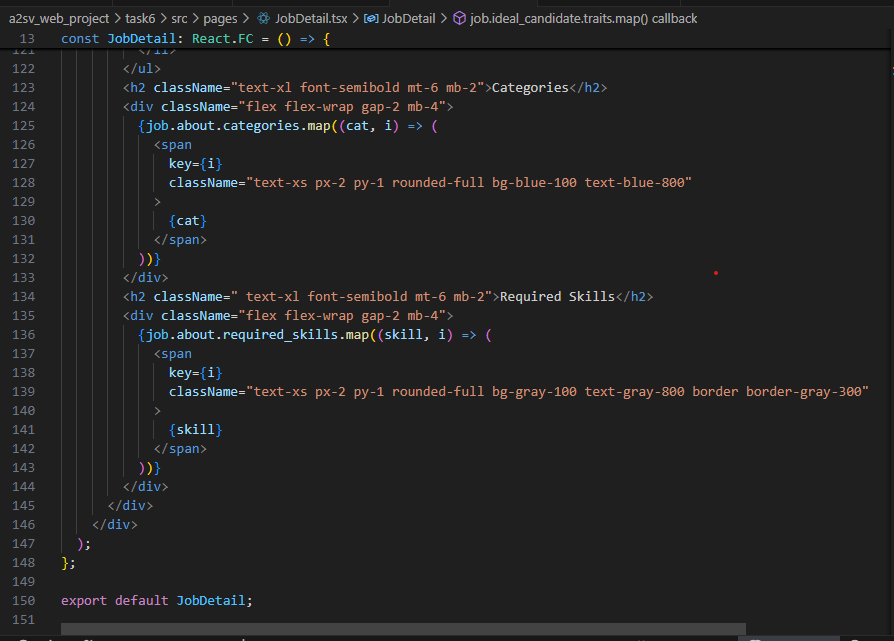 a2sv_web_project > task6 > src > pages > JobDetail.tsx > JobDetail > job.ideal_candidate.traits.map() callback
13 const JobDetail: React.FC = () => {
121 </li>
122 </ul>
123 <h2 className="text-xl font-semibold mt-6 mb-2">Categories</h2>
124 <div className="flex flex-wrap gap-2 mb-4">
125 {job.about.categories.map((cat, i) => (
126 <span
127 key={i}
128 className="text-xs px-2 py-1 rounded-full bg-blue-100 text-blue-800"
129 >
130 {cat}
131 </span>
132 ))}
133 </div>
134 <h2 className=" text-xl font-semibold mt-6 mb-2">Required Skills</h2>
135 <div className="flex flex-wrap gap-2 mb-4">
136 {job.about.required_skills.map((skill, i) => (
137 <span
138 key={i}
139 className="text-xs px-2 py-1 rounded-full bg-gray-100 text-gray-800 border border-gray-300"
140 >
141 {skill}
142 </span>
143 ))}
144 </div>
145 </div>
146 </div>
147 );
148 };
149
150 export default JobDetail;
151